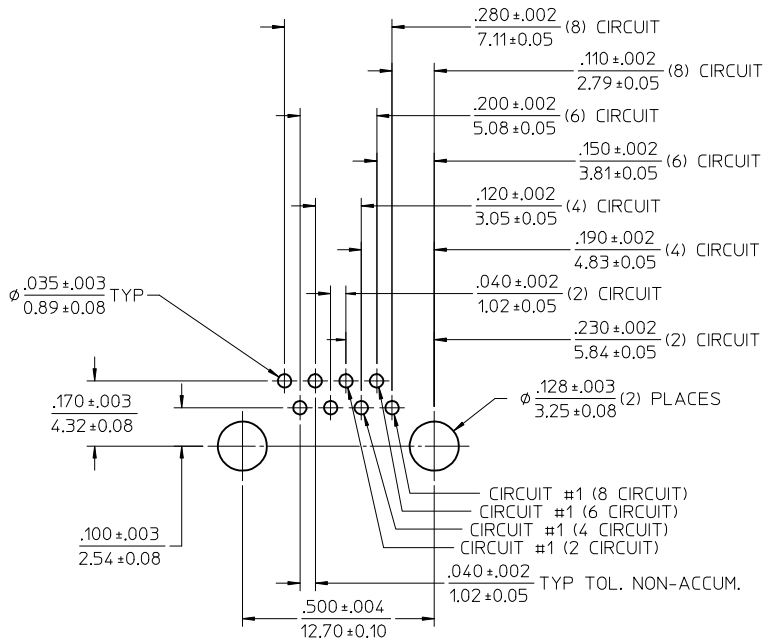 .280±.002 (8) CIRCUIT
7.11±0.05
.110±.002 (8) CIRCUIT
2.79±0.05
.200±.002 (6) CIRCUIT
5.08±0.05
.150±.002 (6) CIRCUIT
3.81±0.05
.120±.002 (4) CIRCUIT
3.05±0.05
.190±.002 (4) CIRCUIT
4.83±0.05
.040±.002 (2) CIRCUIT
1.02±0.05
.230±.002 (2) CIRCUIT
5.84±0.05
⌀ .035±.003 TYP
0.89±0.08
.170±.003
4.32±0.08
⌀ .128±.003 (2) PLACES
3.25±0.08
CIRCUIT #1 (8 CIRCUIT)
CIRCUIT #1 (6 CIRCUIT)
CIRCUIT #1 (4 CIRCUIT)
CIRCUIT #1 (2 CIRCUIT)
.100±.003
2.54±0.08
.040±.002 TYP TOL. NON-ACCUM.
1.02±0.05
.500±.004
12.70±0.10